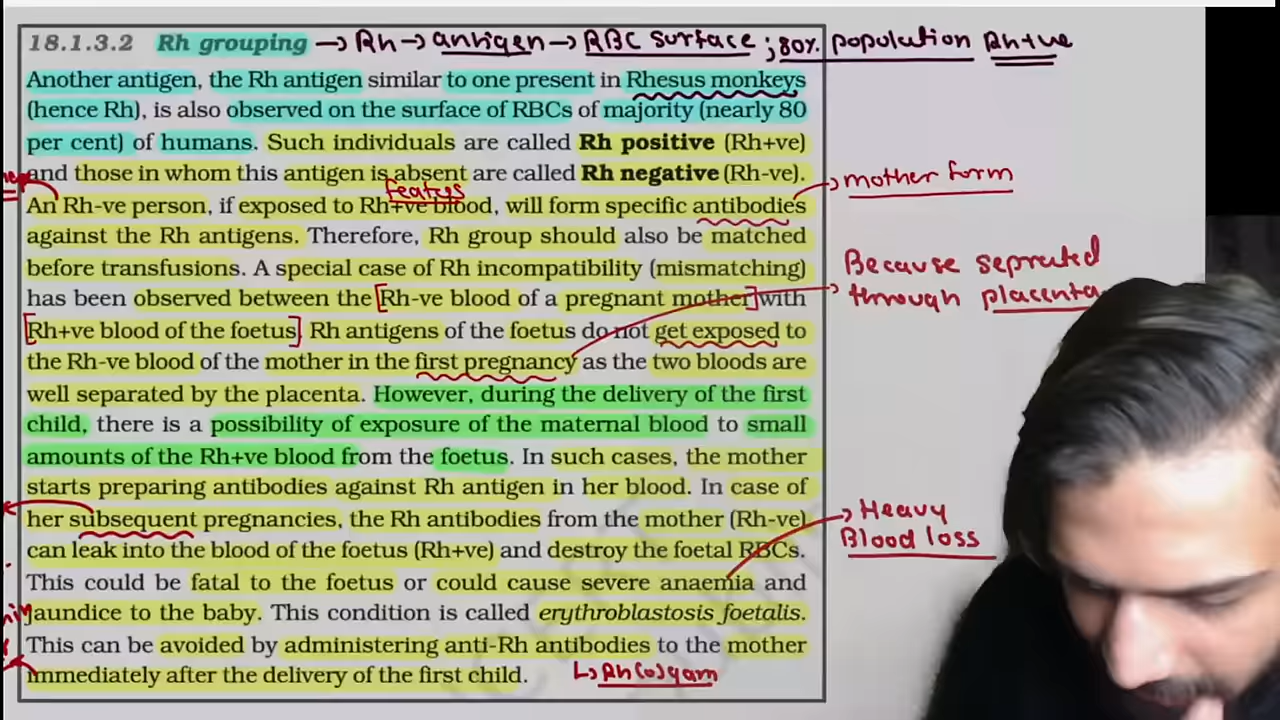 18.1.3.2 Rh grouping → Rh → antigen → RBC surface ; 80% population Rh+ve
Another antigen, the Rh antigen similar to one present in Rhesus monkeys
(hence Rh), is also observed on the surface of RBCs of majority (nearly 80
per cent) of humans. Such individuals are called Rh positive (Rh+ve)
and those in whom this antigen is absent are called Rh negative (Rh-ve).
mother form
An Rh-ve person, if exposed to Rh+ve blood, will form specific antibodies
against the Rh antigens. Therefore, Rh group should also be matched
before transfusions. A special case of Rh incompatibility (mismatching)
Because seprated
through placenta
has been observed between the [Rh-ve blood of a pregnant mother] with
[Rh+ve blood of the foetus]. Rh antigens of the foetus do not get exposed to
the Rh-ve blood of the mother in the first pregnancy as the two bloods are
well separated by the placenta. However, during the delivery of the first
child, there is a possibility of exposure of the maternal blood to small
amounts of the Rh+ve blood from the foetus. In such cases, the mother
starts preparing antibodies against Rh antigen in her blood. In case of
her subsequent pregnancies, the Rh antibodies from the mother (Rh-ve)
Heavy
Blood loss
can leak into the blood of the foetus (Rh+ve) and destroy the foetal RBCs.
This could be fatal to the foetus or could cause severe anaemia and
jaundice to the baby. This condition is called erythroblastosis foetalis.
This can be avoided by administering anti-Rh antibodies to the mother
immediately after the delivery of the first child.
↳ Rh(o)gam